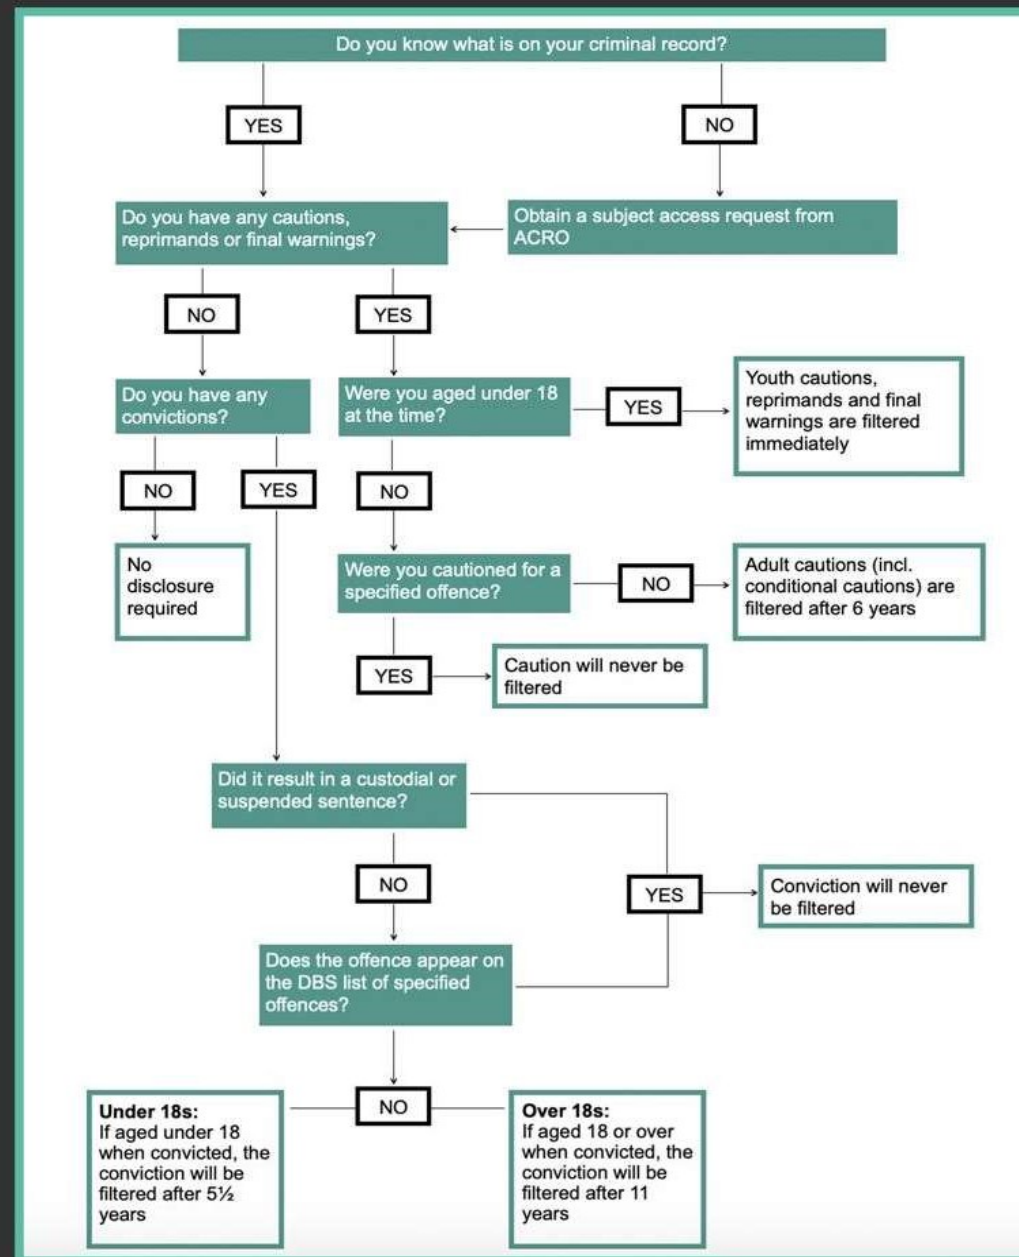 Do you know what is on your criminal record?
YES
NO
Do you have any cautions,
reprimands or final warnings?
Obtain a subject access request from
ACRO
NO
YES
Do you have any
convictions?
Were you aged under 18
at the time?
YES
Youth cautions,
reprimands and final
warnings are filtered
immediately
NO
YES
NO
No
disclosure
required
Were you cautioned for a
specified offence?
NO
Adult cautions (incl.
conditional cautions) are
filtered after 6 years
YES
Caution will never be
filtered
Did it result in a custodial or
suspended sentence?
NO
YES
Conviction will never
be filtered
Does the offence appear on
the DBS list of specified
offences?
NO
Under 18s:
If aged under 18
when convicted, the
conviction will be
filtered after 5½
years
Over 18s:
If aged 18 or over
when convicted, the
conviction will be
filtered after 11
years